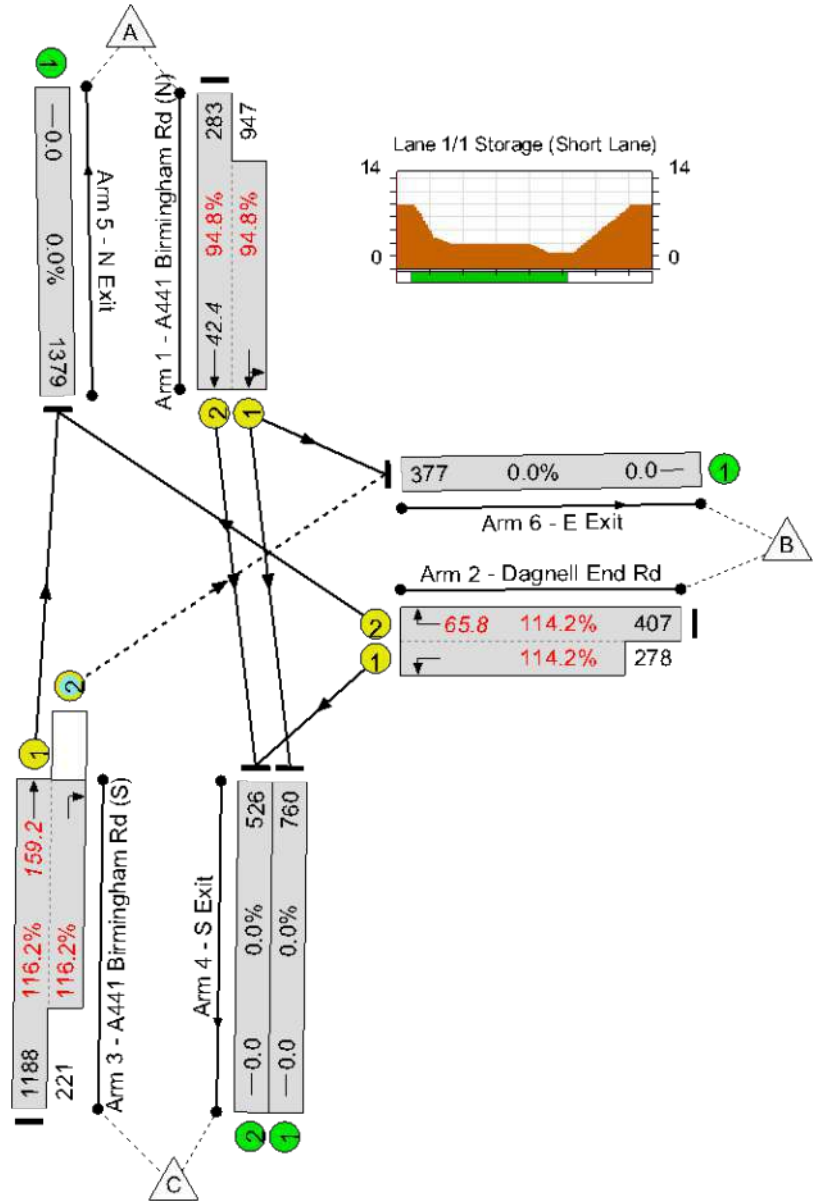 A
1
0.0
0.0%
1379
Arm 5 - N Exit
Arm 1 - A441 Birmingham Rd (N)
283
94.8%
42.4
947
94.8%
2
1
Lane 1/1 Storage (Short Lane)
14
14
0
0
377 0.0% 0.0
1
Arm 6 - E Exit
B
Arm 2 - Dagnell End Rd
2
65.8 114.2% 407
1
114.2% 278
2
1
159.2
116.2%
1188
116.2%
221
Arm 3 - A441 Birmingham Rd (S)
Arm 4 - S Exit
526
0.0%
0.0
760
0.0%
0.0
2
1
C